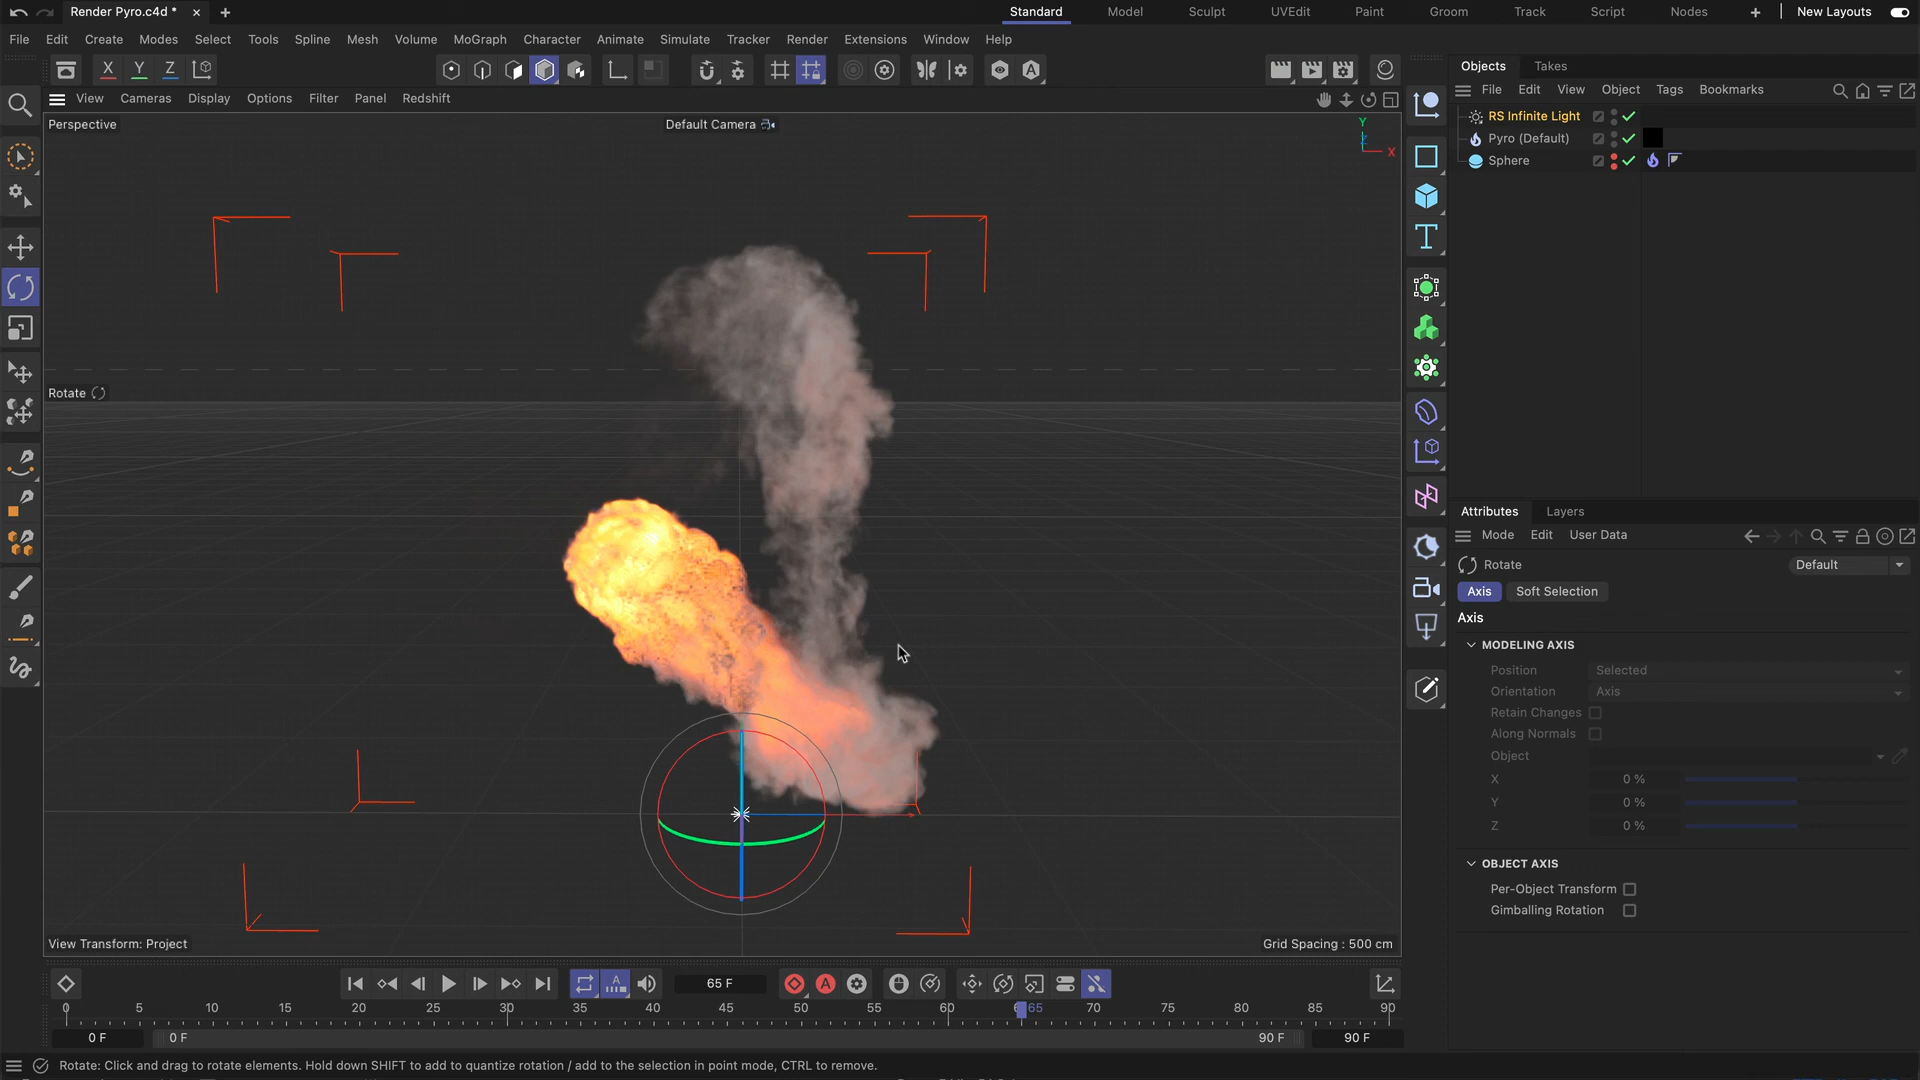 Render Pyro.c4d *
Standard Model Sculpt UVEdit Paint Groom Track Script Nodes New Layouts
File Edit Create Modes Select Tools Spline Mesh Volume MoGraph Character Animate Simulate Tracker Render Extensions Window Help
X Y Z
Objects Takes
View Cameras Display Options Filter Panel Redshift
File Edit View Object Tags Bookmarks
Perspective
Default Camera
Y
Z
X
RS Infinite Light
Pyro (Default)
Sphere
Rotate
Attributes Layers
Mode Edit User Data
Rotate
Default
Axis Soft Selection
Axis
MODELING AXIS
Position Selected
Orientation Axis
Retain Changes
Along Normals
Object
X 0 %
Y 0 %
Z 0 %
OBJECT AXIS
Per-Object Transform
Gimballing Rotation
View Transform: Project
Grid Spacing : 500 cm
65 F
0 5 10 15 20 25 30 35 40 45 50 55 60 65 70 75 80 85 90
0 F 0 F 90 F 90 F
Rotate: Click and drag to rotate elements. Hold down SHIFT to add to quantize rotation / add to the selection in point mode, CTRL to remove.